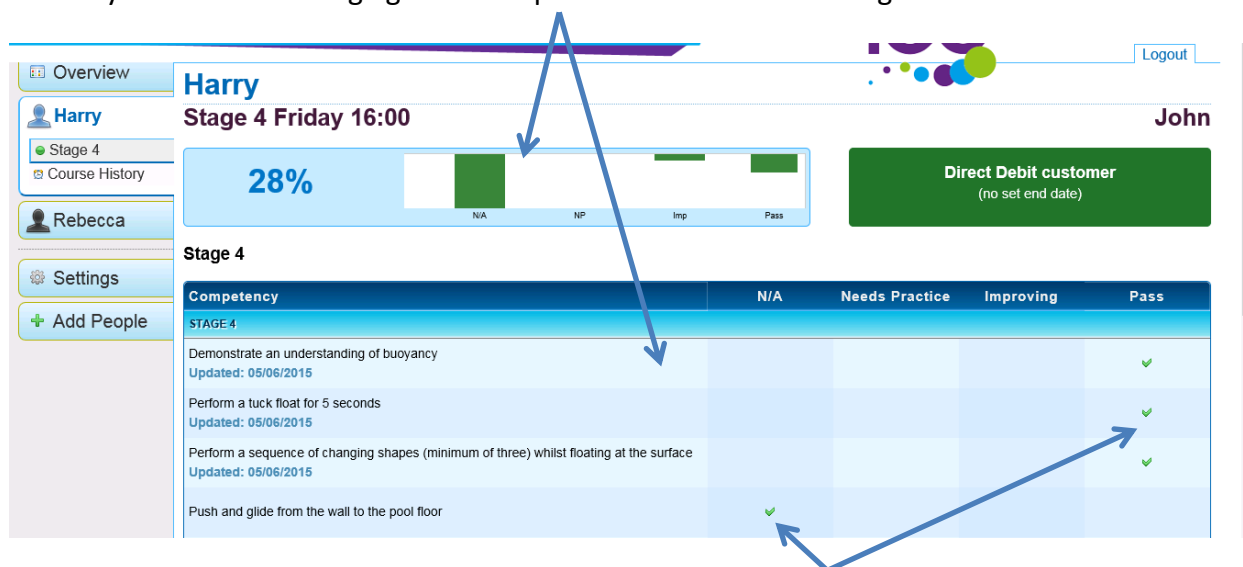 Logout
Overview
Harry
Stage 4
Course History
Rebecca
Settings
Add People
Harry
Stage 4 Friday 16:00
John
28%
N/A NP Imp Pass
Direct Debit customer
(no set end date)
Stage 4
Competency N/A Needs Practice Improving Pass
STAGE 4
Demonstrate an understanding of buoyancy
Updated: 05/06/2015
Perform a tuck float for 5 seconds
Updated: 05/06/2015
Perform a sequence of changing shapes (minimum of three) whilst floating at the surface
Updated: 05/06/2015
Push and glide from the wall to the pool floor